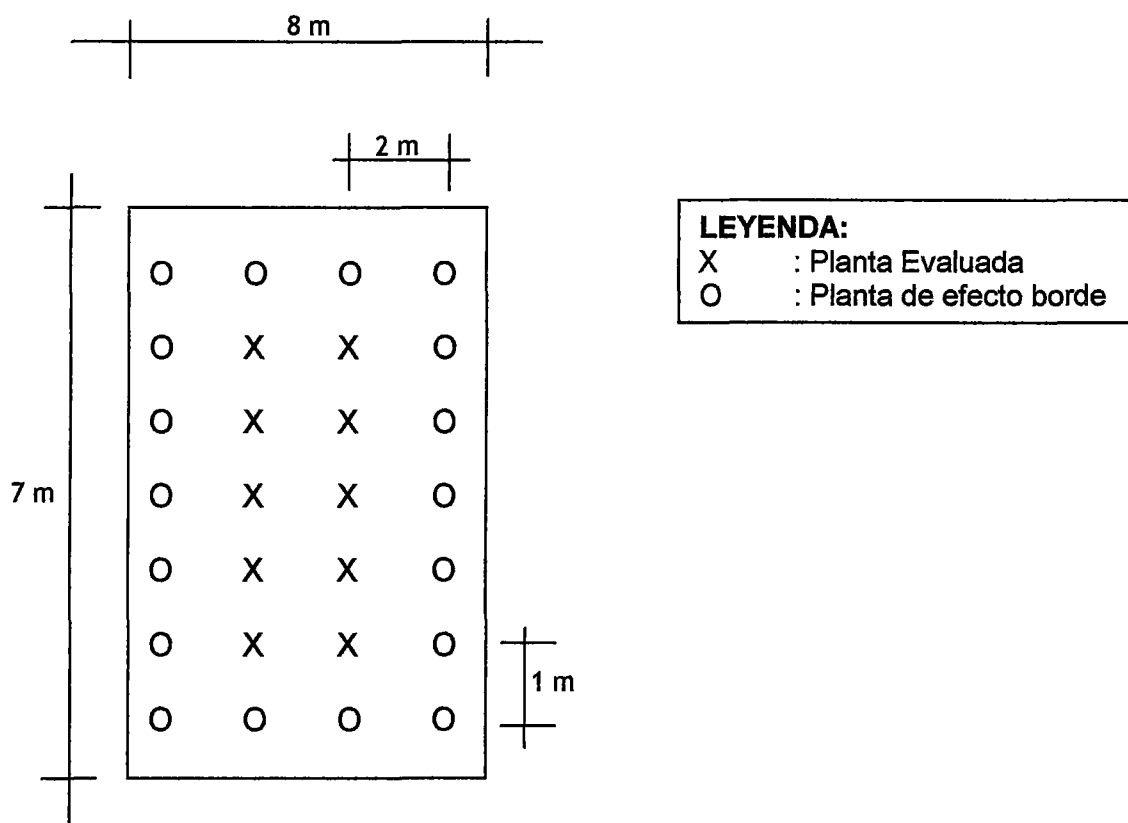 8 m
2 m
LEYENDA:
X : Planta Evaluada
O : Planta de efecto borde
O O O O
O X X O
O X X O
7 m
O X X O
O X X O
O X X O
1 m
O O O O